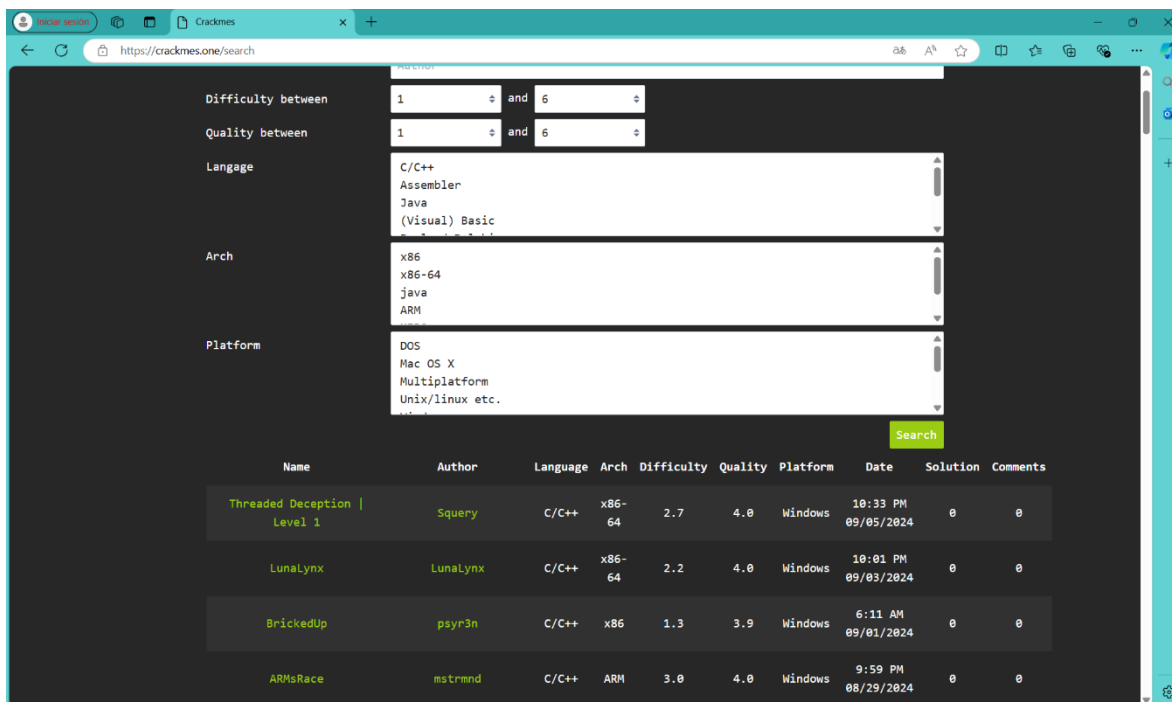 Iniciar sesión
Crackmes
https://crackmes.one/search
Difficulty between 1 and 6
Quality between 1 and 6
Langage
C/C++
Assembler
Java
(Visual) Basic
Arch
x86
x86-64
java
ARM
Platform
DOS
Mac OS X
Multiplatform
Unix/linux etc.
Search
Name Author Language Arch Difficulty Quality Platform Date Solution Comments
Threaded Deception | Squery C/C++ x86- 2.7 4.0 Windows 10:33 PM 0 0
Level 1 64 09/05/2024
LunaLynx LunaLynx C/C++ x86- 2.2 4.0 Windows 10:01 PM 0 0
64 09/03/2024
BrickedUp psyr3n C/C++ x86 1.3 3.9 Windows 6:11 AM 0 0
09/01/2024
ARMsRace mstrmnd C/C++ ARM 3.0 4.0 Windows 9:59 PM 0 0
08/29/2024